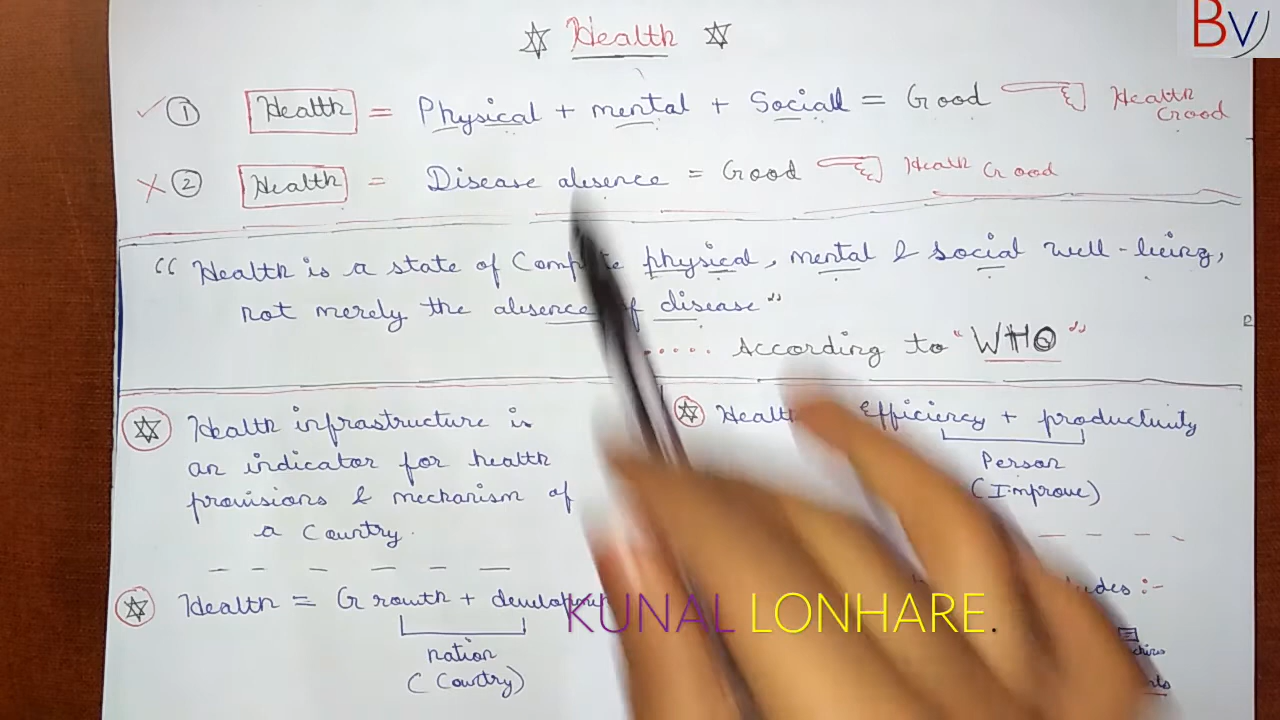 BV
Health
① Health = Physical + mental + Social = Good Health Good
② Health = Disease absence = Good Health Good
“ Health is a state of Complete physical, mental & social well-being,
not merely the absence of disease”
..... According to “WHO”
Health infrastructure is
an indicator for health
provisions & mechanism of
a Country.
Health = Growth +
nation
(Country)
Health Efficiency + productivity
Person
(Improve)
KUNAL LONHARE.